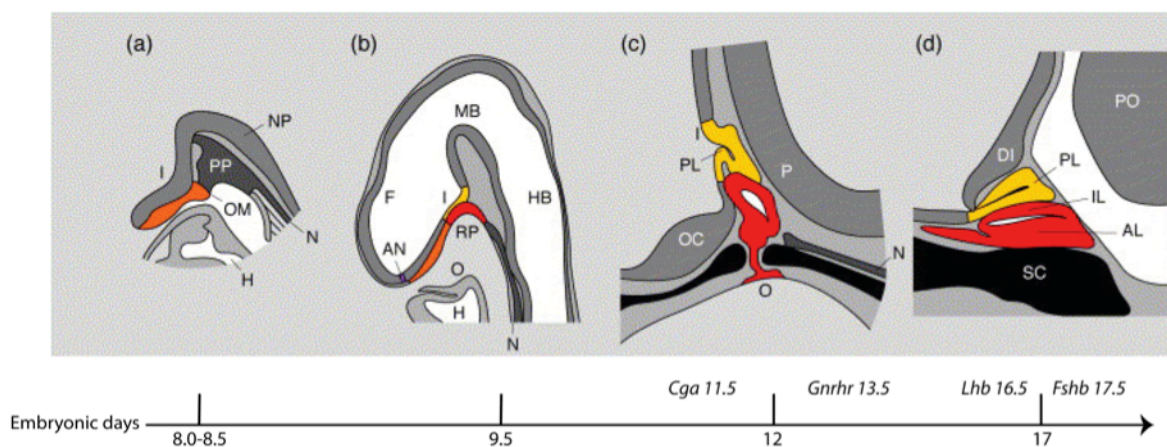 (a)
NP
I
PP
OM
N
H
(b)
MB
F
I
HB
RP
AN
O
H
N
(c)
I
PL
P
OC
N
O
(d)
PO
DI
PL
IL
AL
SC
Cga 11.5 Gnrhr 13.5 Lhb 16.5 Fshb 17.5
Embryonic days
8.0-8.5 9.5 12 17